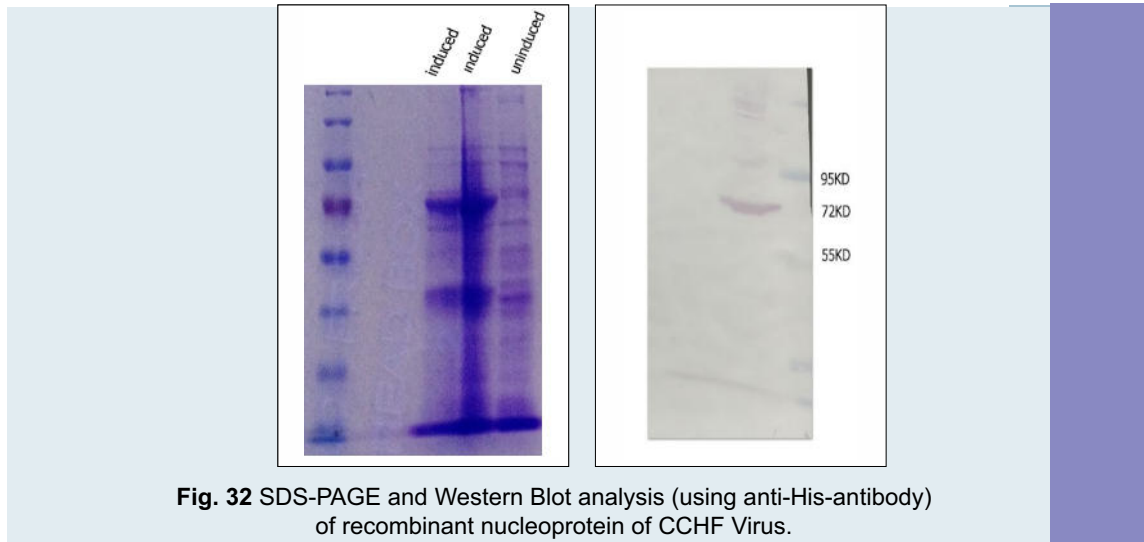 induced
induced
uninduced
95KD
72KD
55KD
Fig. 32 SDS-PAGE and Western Blot analysis (using anti-His-antibody)
of recombinant nucleoprotein of CCHF Virus.